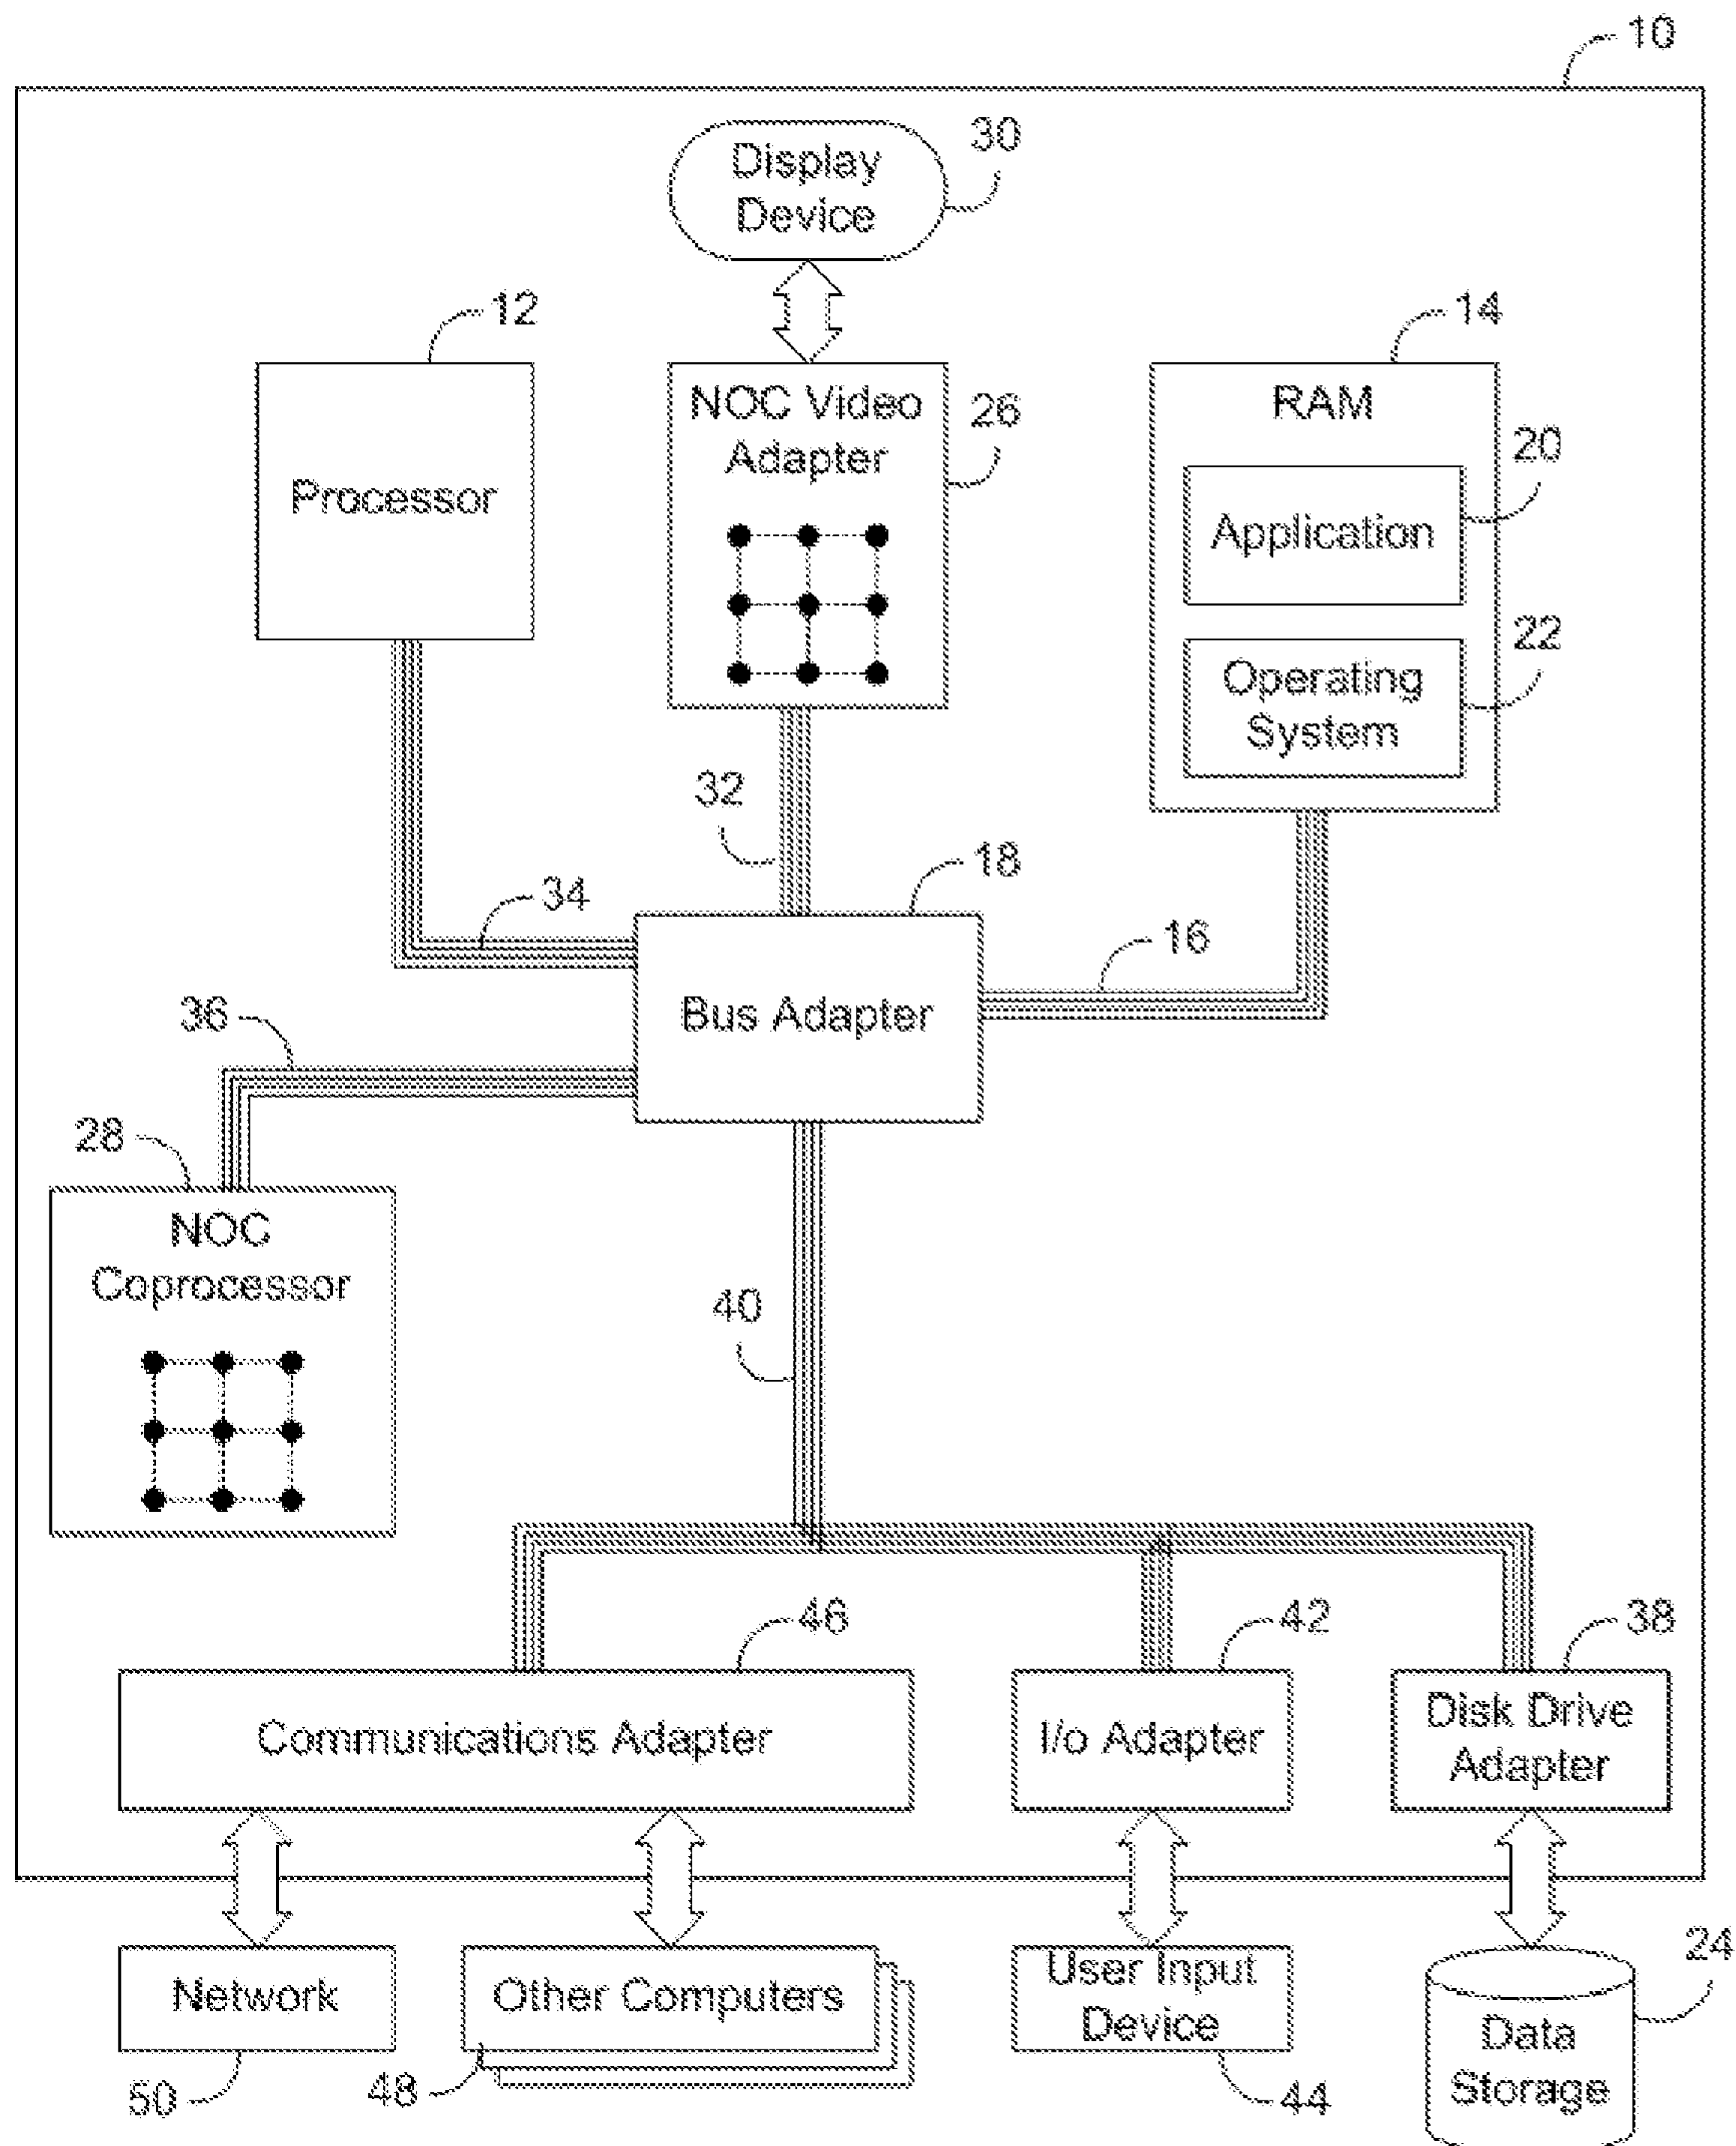 10
Display
Device
30
12
14
NOC Video
Adapter
26
RAM
20
Processor
Application
22
Operating
System
32
18
34
16
Bus Adapter
36
28
NOC
Coprocessor
40
46
42
38
Communications Adapter
I/o Adapter
Disk Drive
Adapter
Network
Other Computers
User Input
Device
24
Data
Storage
50
48
44